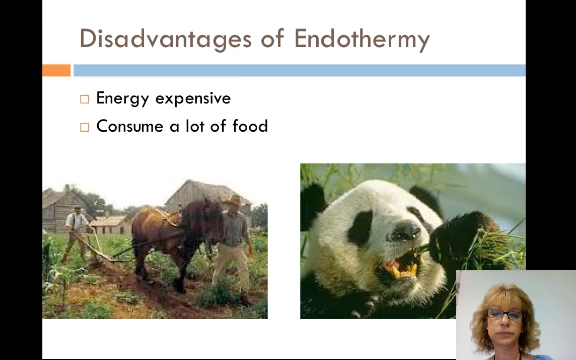 Disadvantages of Endothermy
Energy expensive
Consume a lot of food